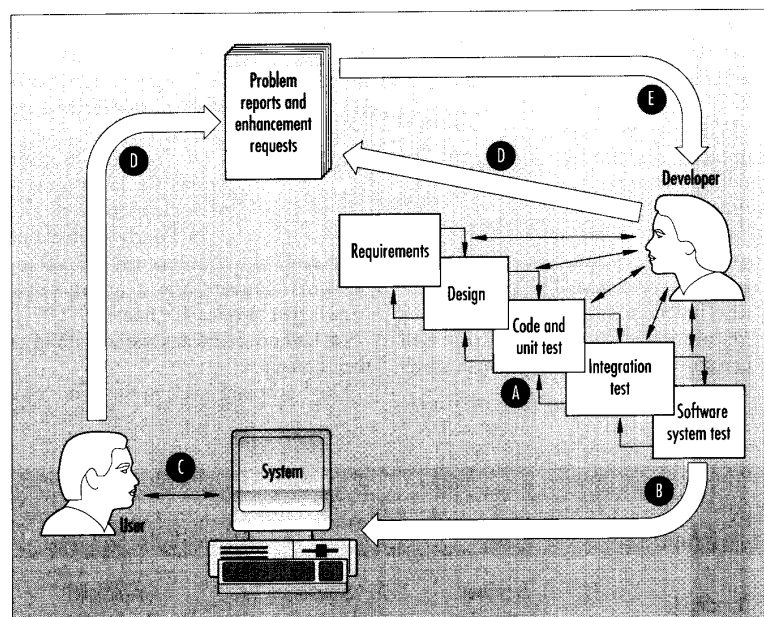 Problem
reports and
enhancement
requests
E
D
D
Developer
Requirements
Design
Code and
unit test
A
Integration
test
Software
system test
C
System
User
B